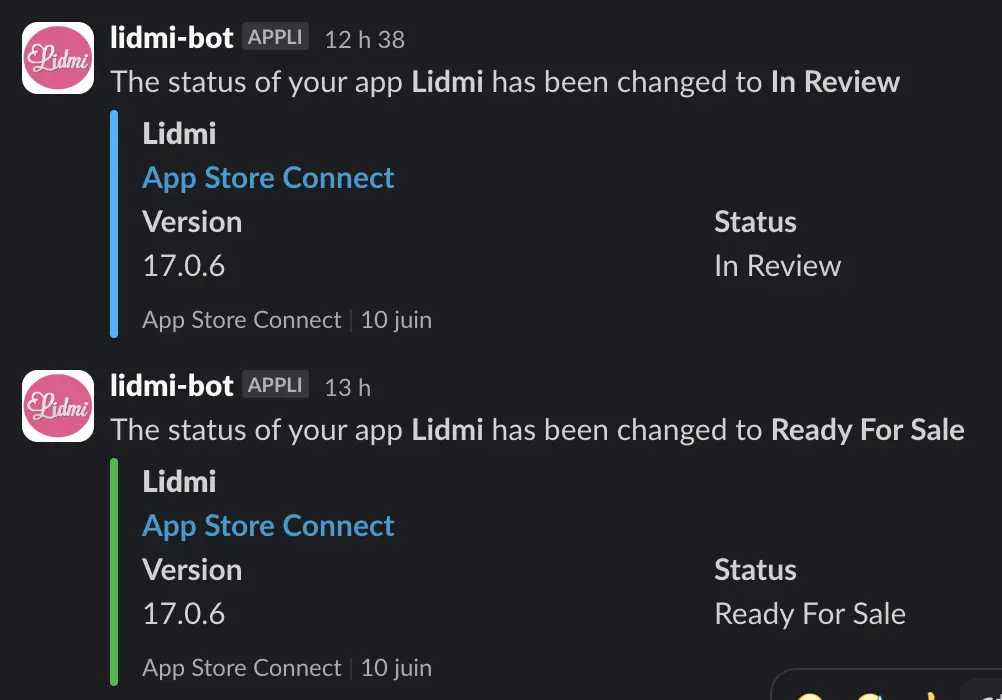 Lidmi
lidmi-bot APPLI 12 h 38
The status of your app Lidmi has been changed to In Review
Lidmi
App Store Connect
Version Status
17.0.6 In Review
App Store Connect | 10 juin
Lidmi
lidmi-bot APPLI 13 h
The status of your app Lidmi has been changed to Ready For Sale
Lidmi
App Store Connect
Version Status
17.0.6 Ready For Sale
App Store Connect | 10 juin